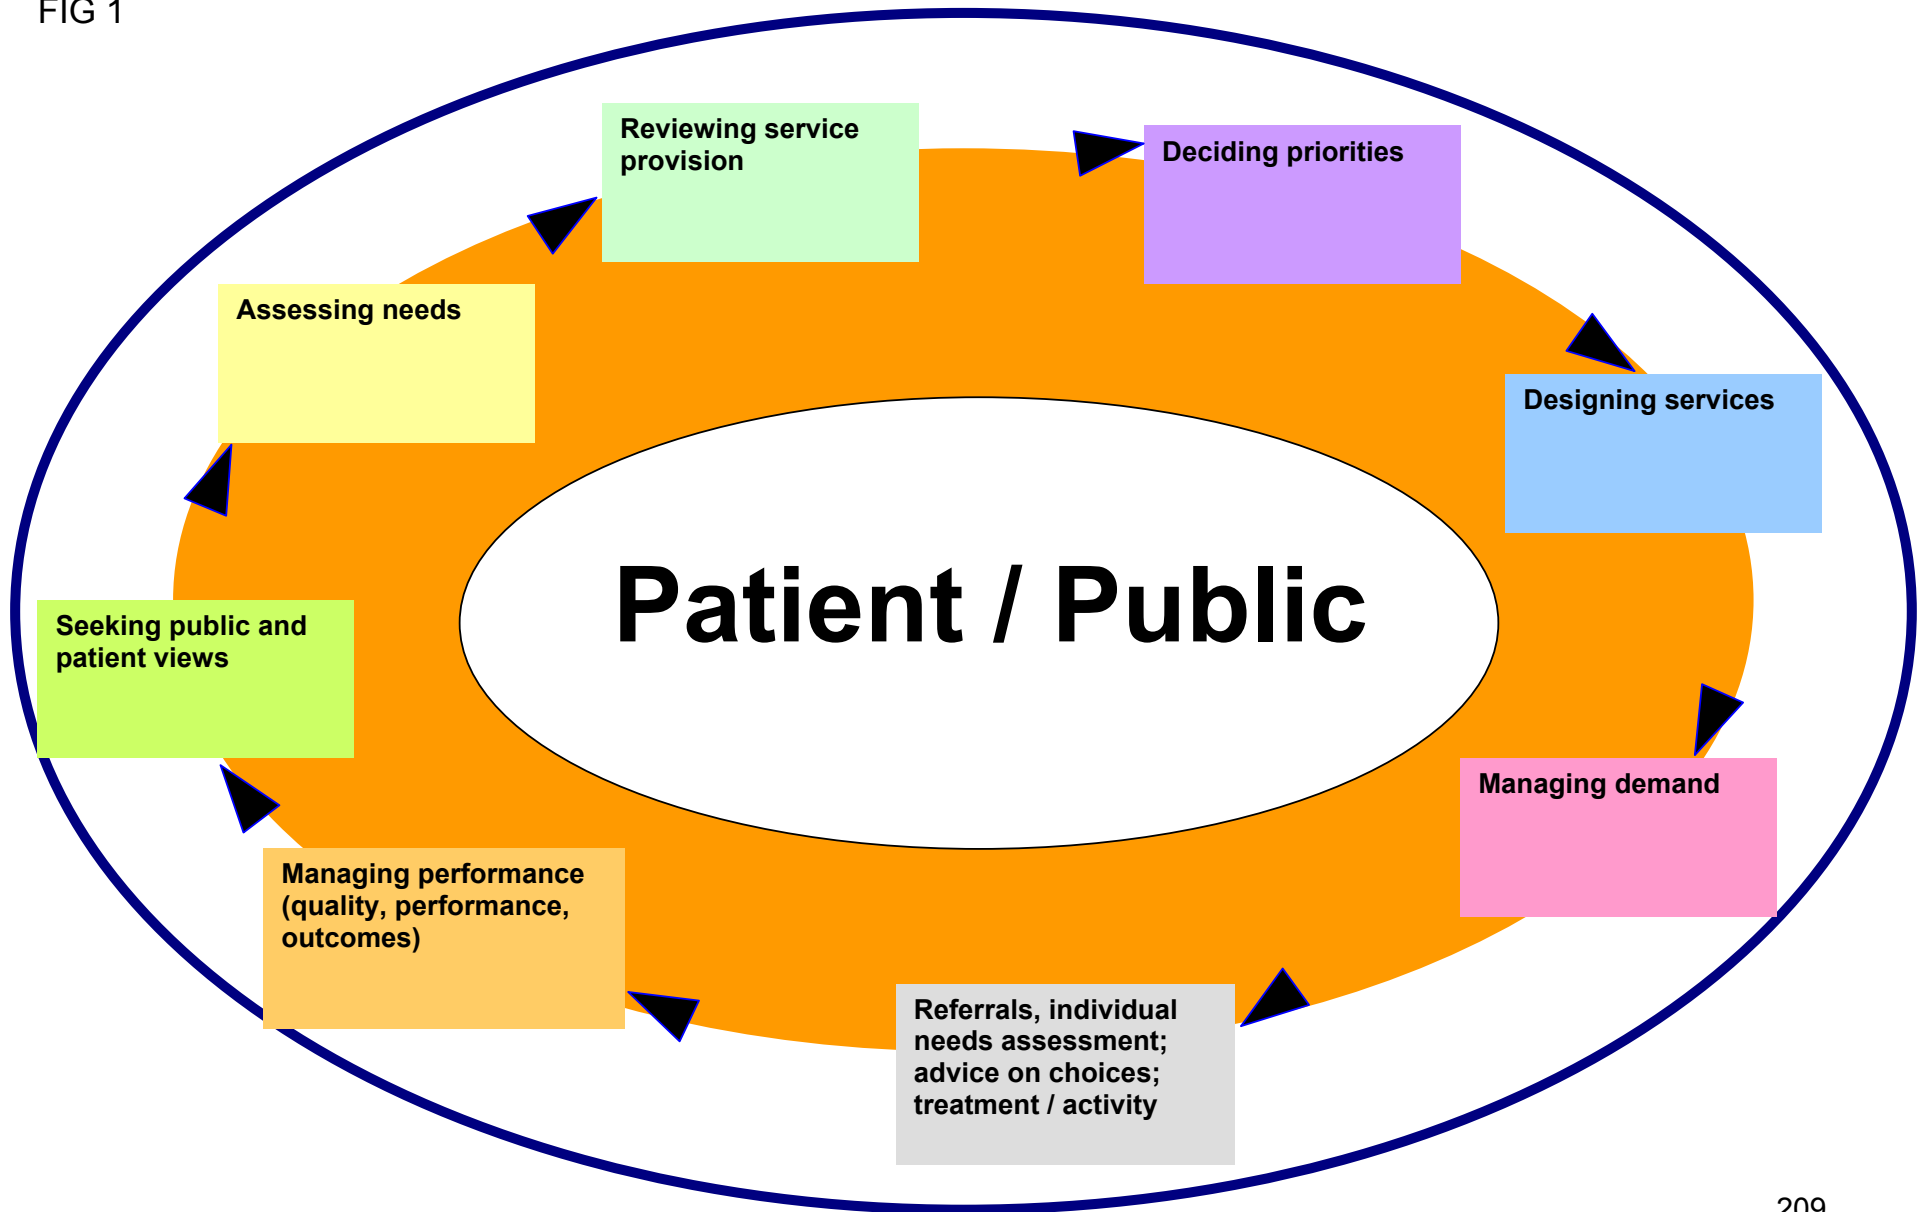 FIG 1
Reviewing service
provision
Deciding priorities
Assessing needs
Designing services
Patient / Public
Seeking public and
patient views
Managing demand
Managing performance
(quality, performance,
outcomes)
Referrals, individual
needs assessment;
advice on choices;
treatment / activity
209